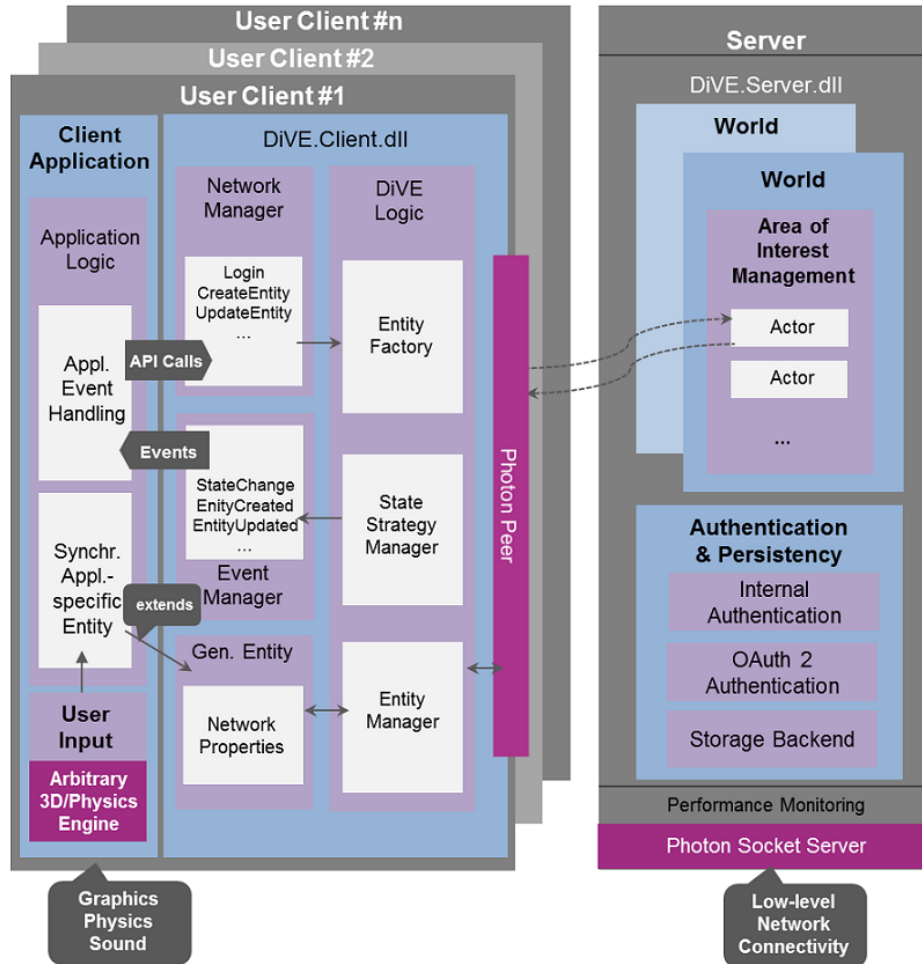 User Client #n
User Client #2
User Client #1
Client
Application
Application
Logic
Appl.
Event
Handling
API Calls
Events
Synchr.
Appl.-
specific
Entity
extends
User
Input
Arbitrary
3D/Physics
Engine
Graphics
Physics
Sound
DiVE.Client.dll
Network
Manager
Login
CreateEntity
UpdateEntity
...
StateChange
EnityCreated
EntityUpdated
...
Event
Manager
Gen. Entity
Network
Properties
DiVE
Logic
Entity
Factory
State
Strategy
Manager
Entity
Manager
Photon Peer
Server
DiVE.Server.dll
World
World
Area of
Interest
Management
Actor
Actor
...
Authentication
& Persistency
Internal
Authentication
OAuth 2
Authentication
Storage Backend
Performance Monitoring
Photon Socket Server
Low-level
Network
Connectivity